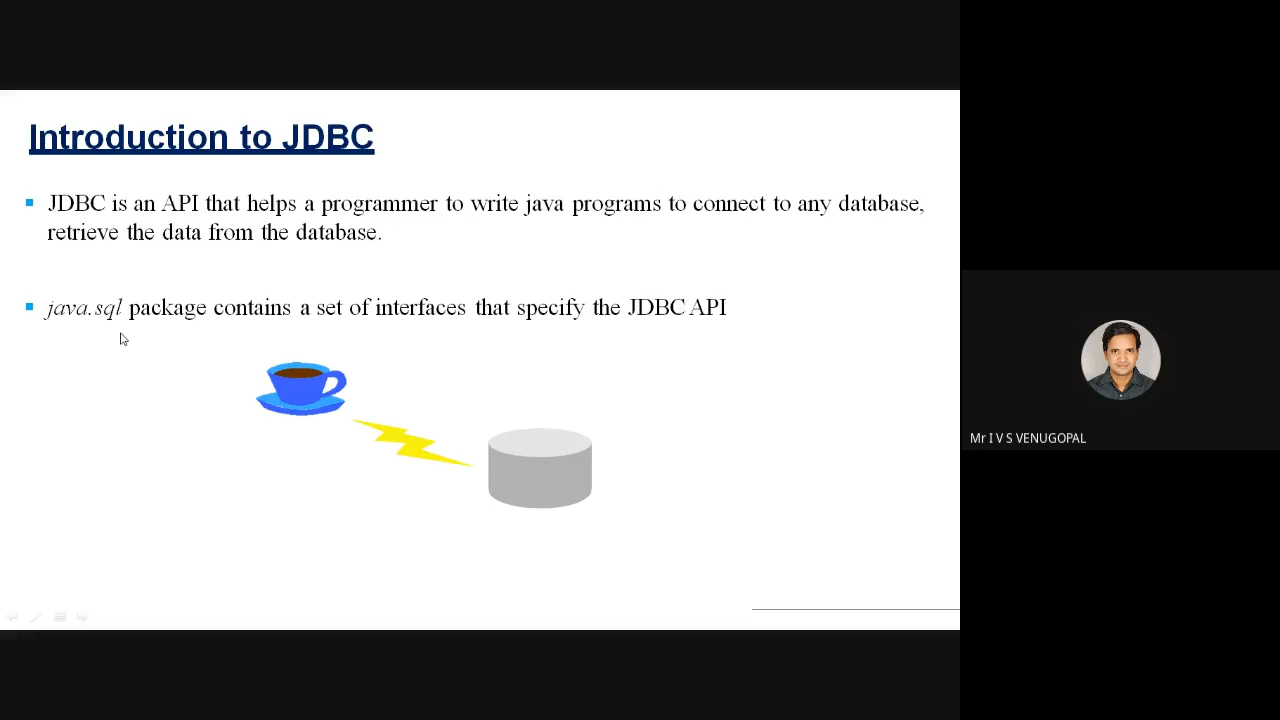 Introduction to JDBC
JDBC is an API that helps a programmer to write java programs to connect to any database,
retrieve the data from the database.
java.sql package contains a set of interfaces that specify the JDBC API
Mr I V S VENUGOPAL